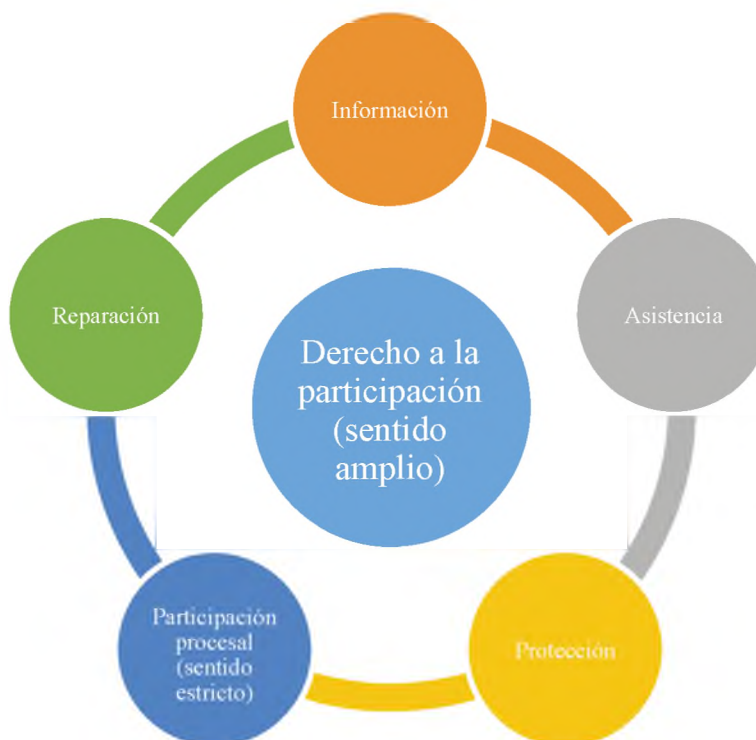 Información
Reparación
Asistencia
Derecho a la
participación
(sentido
amplio)
Participación
procesal
(sentido
estricto)
Protección